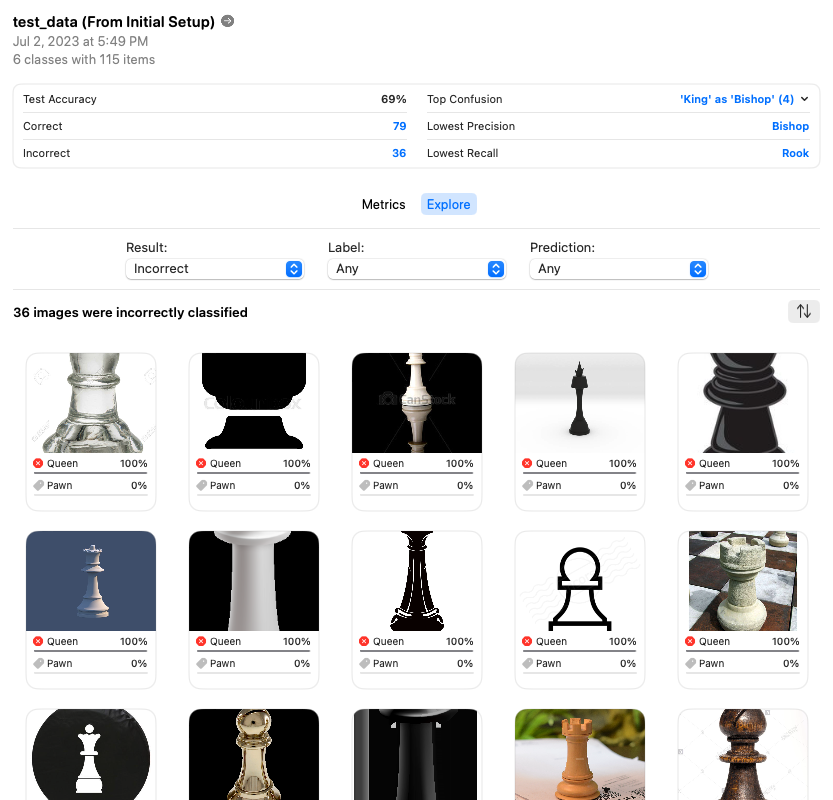 test_data (From Initial Setup)
Jul 2, 2023 at 5:49 PM
6 classes with 115 items
Test Accuracy 69% Top Confusion 'King' as 'Bishop' (4)
Correct 79 Lowest Precision Bishop
Incorrect 36 Lowest Recall Rook
Metrics Explore
Result: Label: Prediction:
Incorrect Any Any
36 images were incorrectly classified
CanStock
Queen 100% Queen 100% Queen 100% Queen 100% Queen 100%
Pawn 0% Pawn 0% Pawn 0% Pawn 0% Pawn 0%
Queen 100% Queen 100% Queen 100% Queen 100% Queen 100%
Pawn 0% Pawn 0% Pawn 0% Pawn 0% Pawn 0%